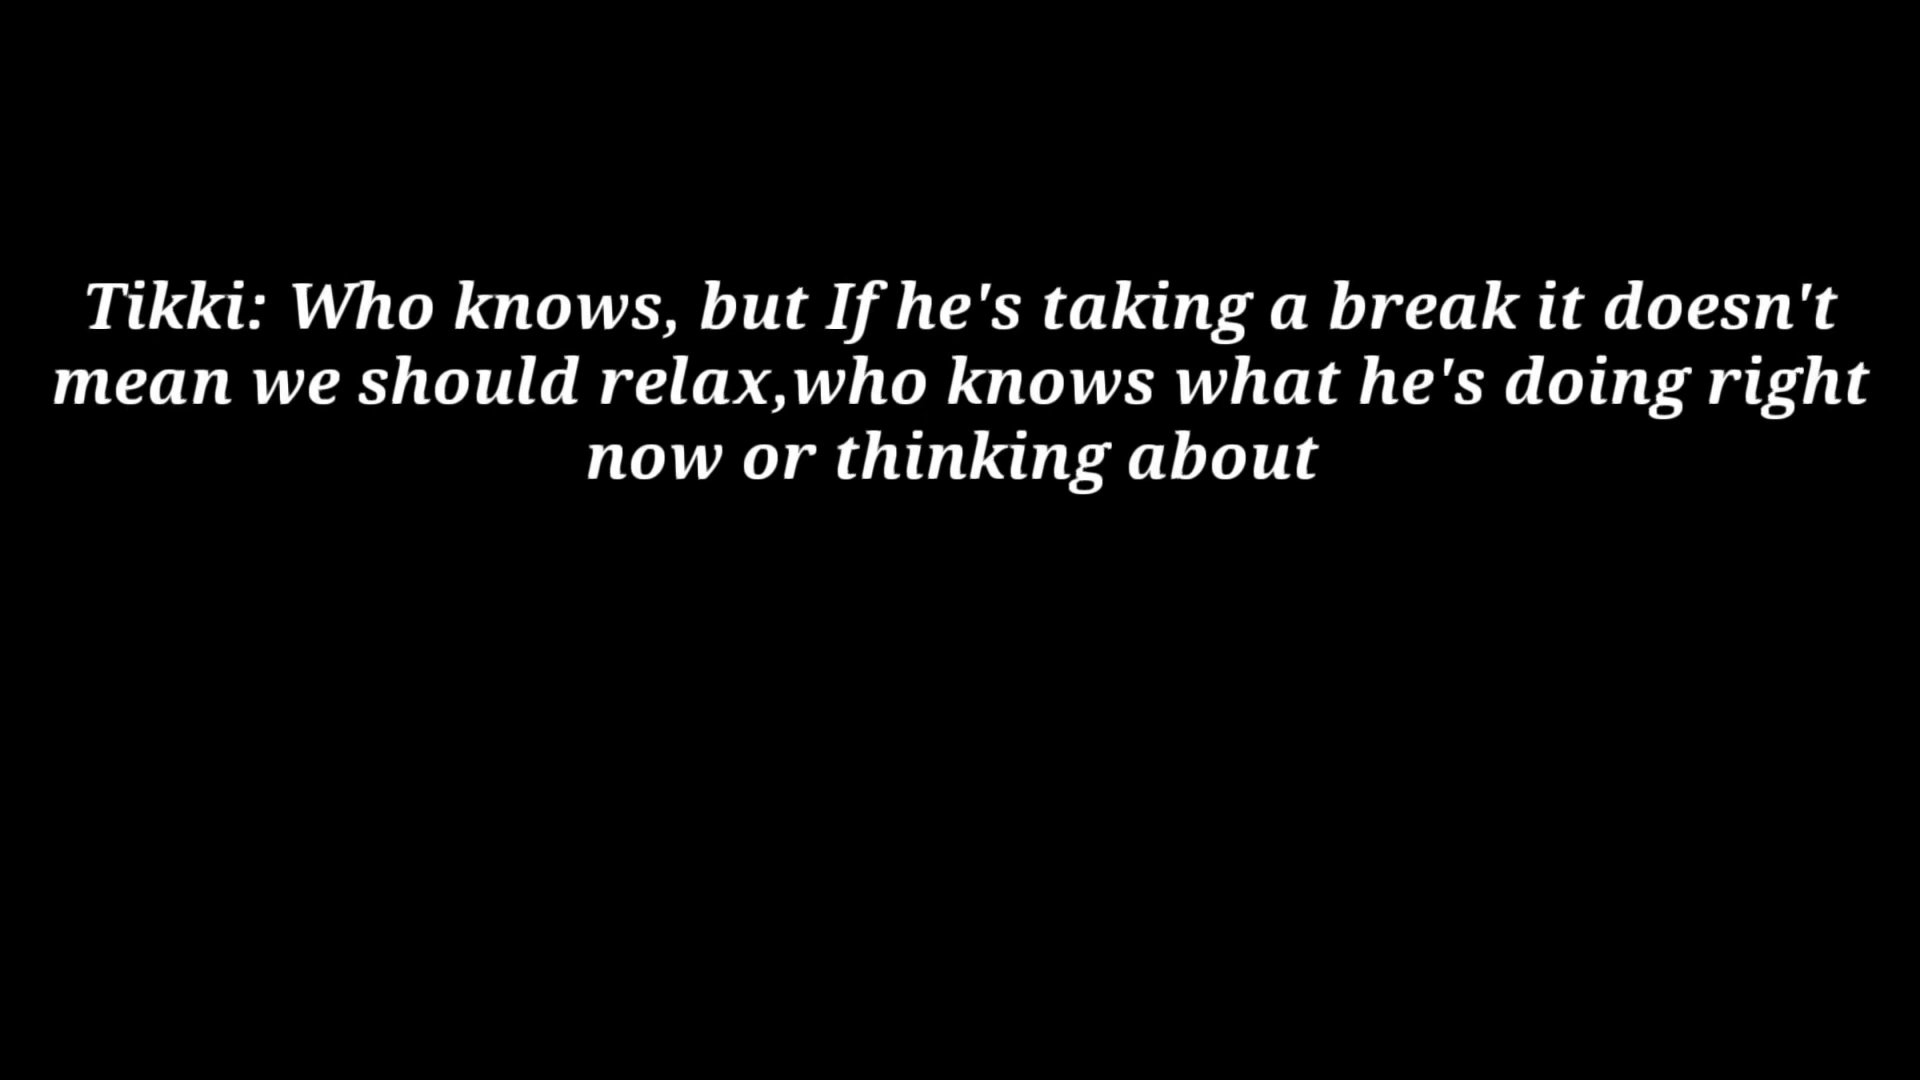 Tikki: Who knows, but If he's taking a break it doesn't
mean we should relax,who knows what he's doing right
now or thinking about